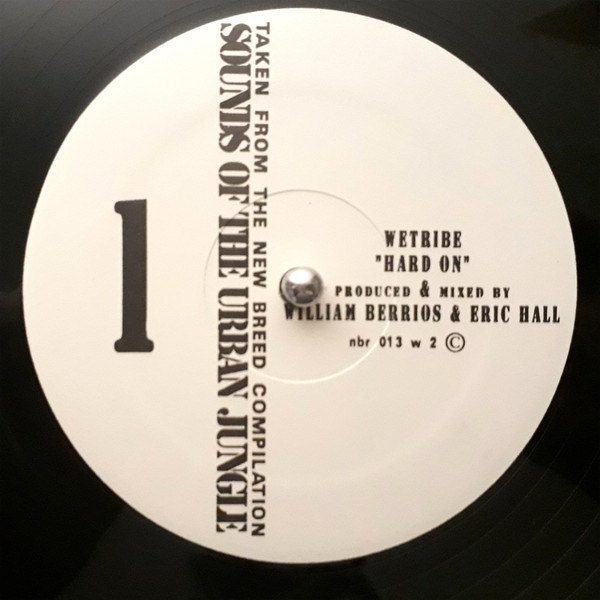 1
TAKEN FROM THE NEW BREED COMPILATION
SOUNDS OF THE URBAN JUNGLE
WETRIBE
"HARD ON"
PRODUCED & MIXED BY
WILLIAM BERRIOS & ERIC HALL
nbr 013 w 2 ©